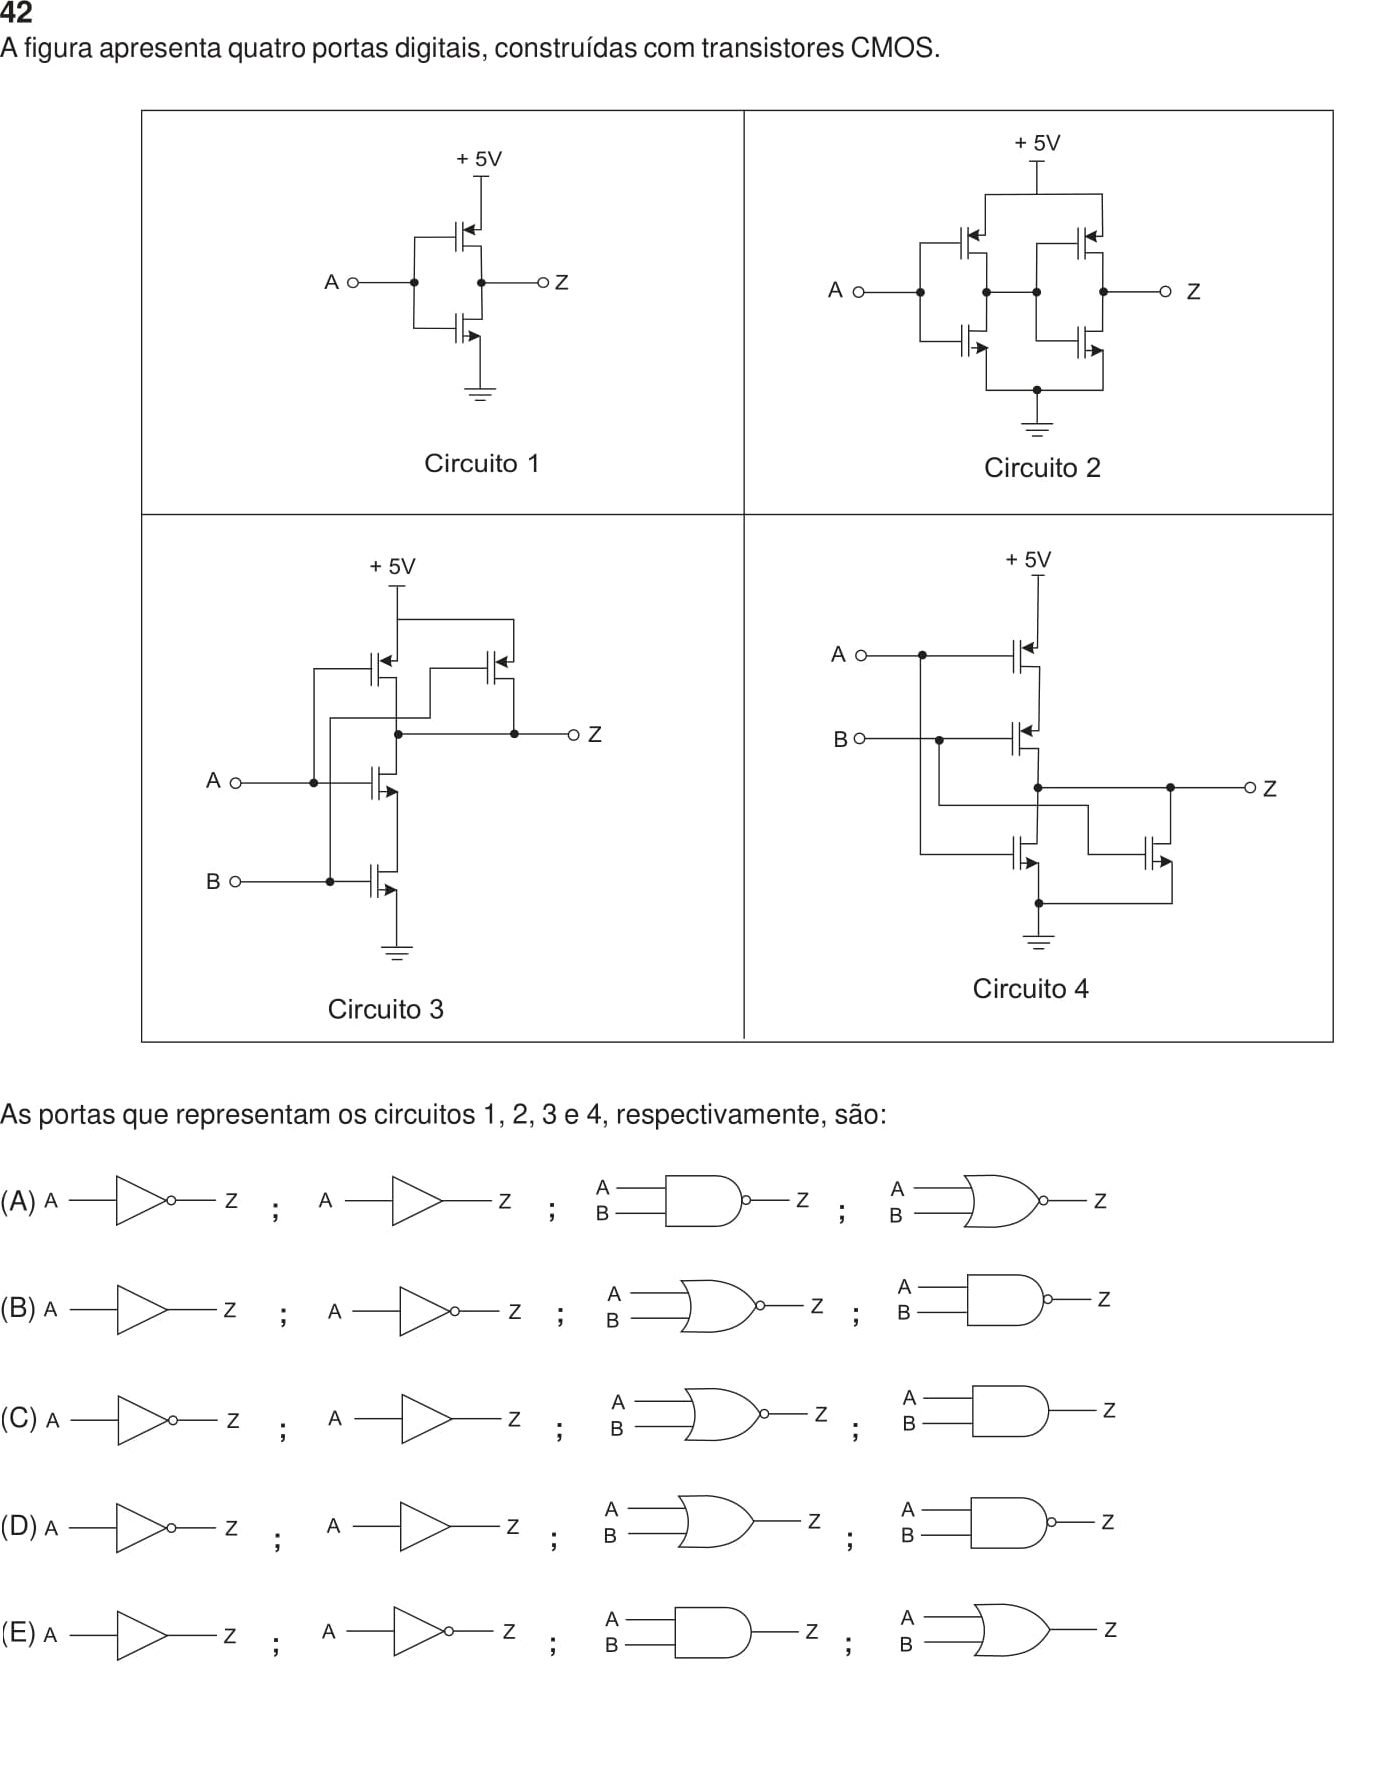 42
A figura apresenta quatro portas digitais, construídas com transistores CMOS.
+ 5V
A
Z
Circuito 1
+ 5V
A
Z
Circuito 2
+ 5V
Z
A
B
Circuito 3
+ 5V
A
B
Z
Circuito 4
As portas que representam os circuitos 1, 2, 3 e 4, respectivamente, são:
(A) A Z ; A Z ; A B Z ; A B Z
(B) A Z ; A Z ; A B Z ; A B Z
(C) A Z ; A Z ; A B Z ; A B Z
(D) A Z ; A Z ; A B Z ; A B Z
(E) A Z ; A Z ; A B Z ; A B Z